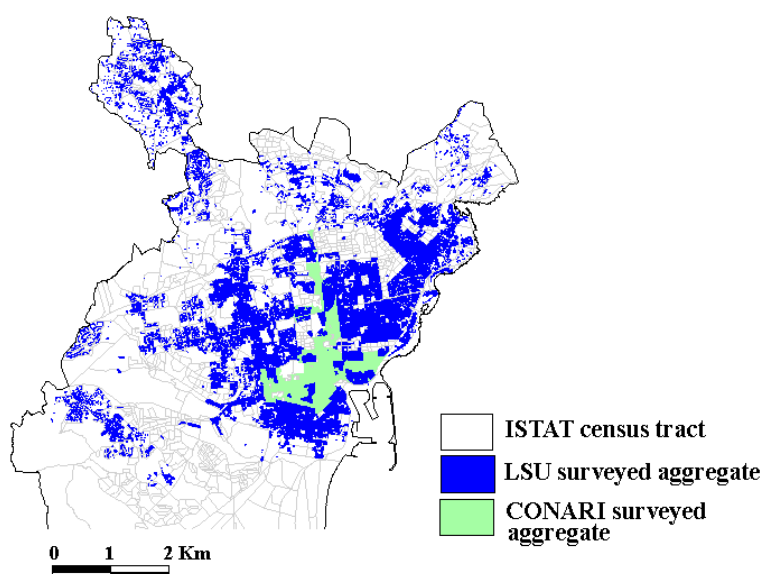 ISTAT census tract
LSU surveyed aggregate
CONARI surveyed
aggregate
0 1 2 Km